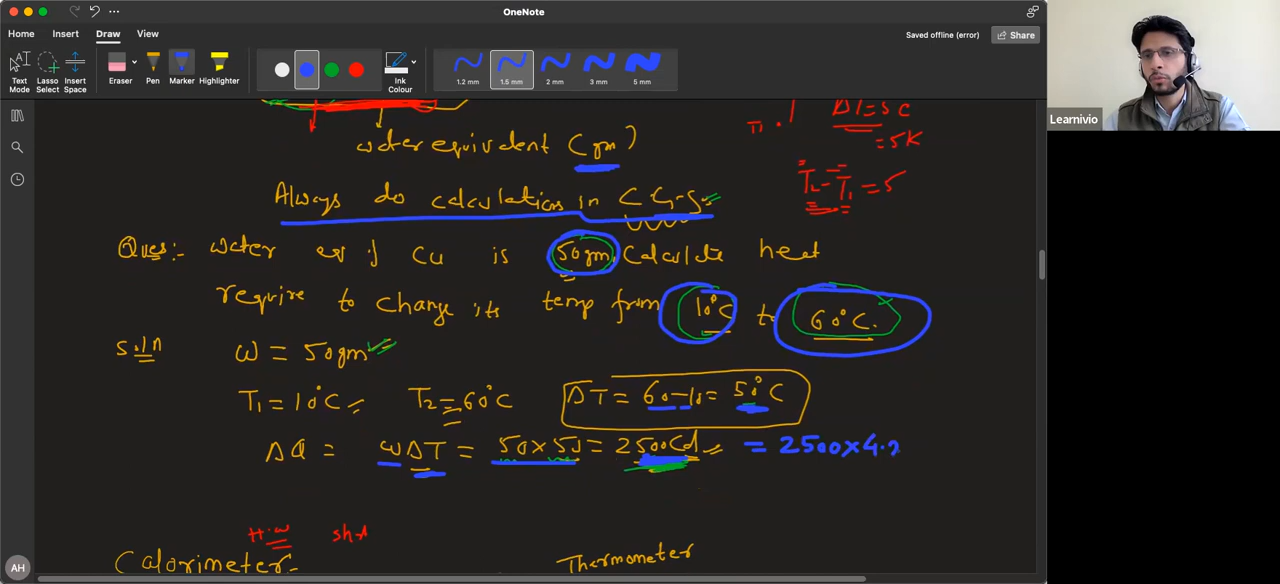 OneNote
Home Insert Draw View
Saved offline (error) Share
Text Mode Lasso Select Insert Space Eraser Pen Marker Highlighter Ink Colour 1.2 mm 1.5 mm 2 mm 3 mm 5 mm
Learnivio
T1 ΔT=5C
=5K
T2-T1=5
water equivalent (gm)
Always do calculations in C G-S
Ques:- water eq of Cu is 50gm. Calculate heat
require to change its temp from 10°C to 60°C.
Soln W = 50gm
T1=10°C T2=60°C ΔT= 60-10= 50°C
ΔQ = WΔT = 50×50=2500Cal = 2500×4.2
H.W
Calorimeter- Thermometer
AH